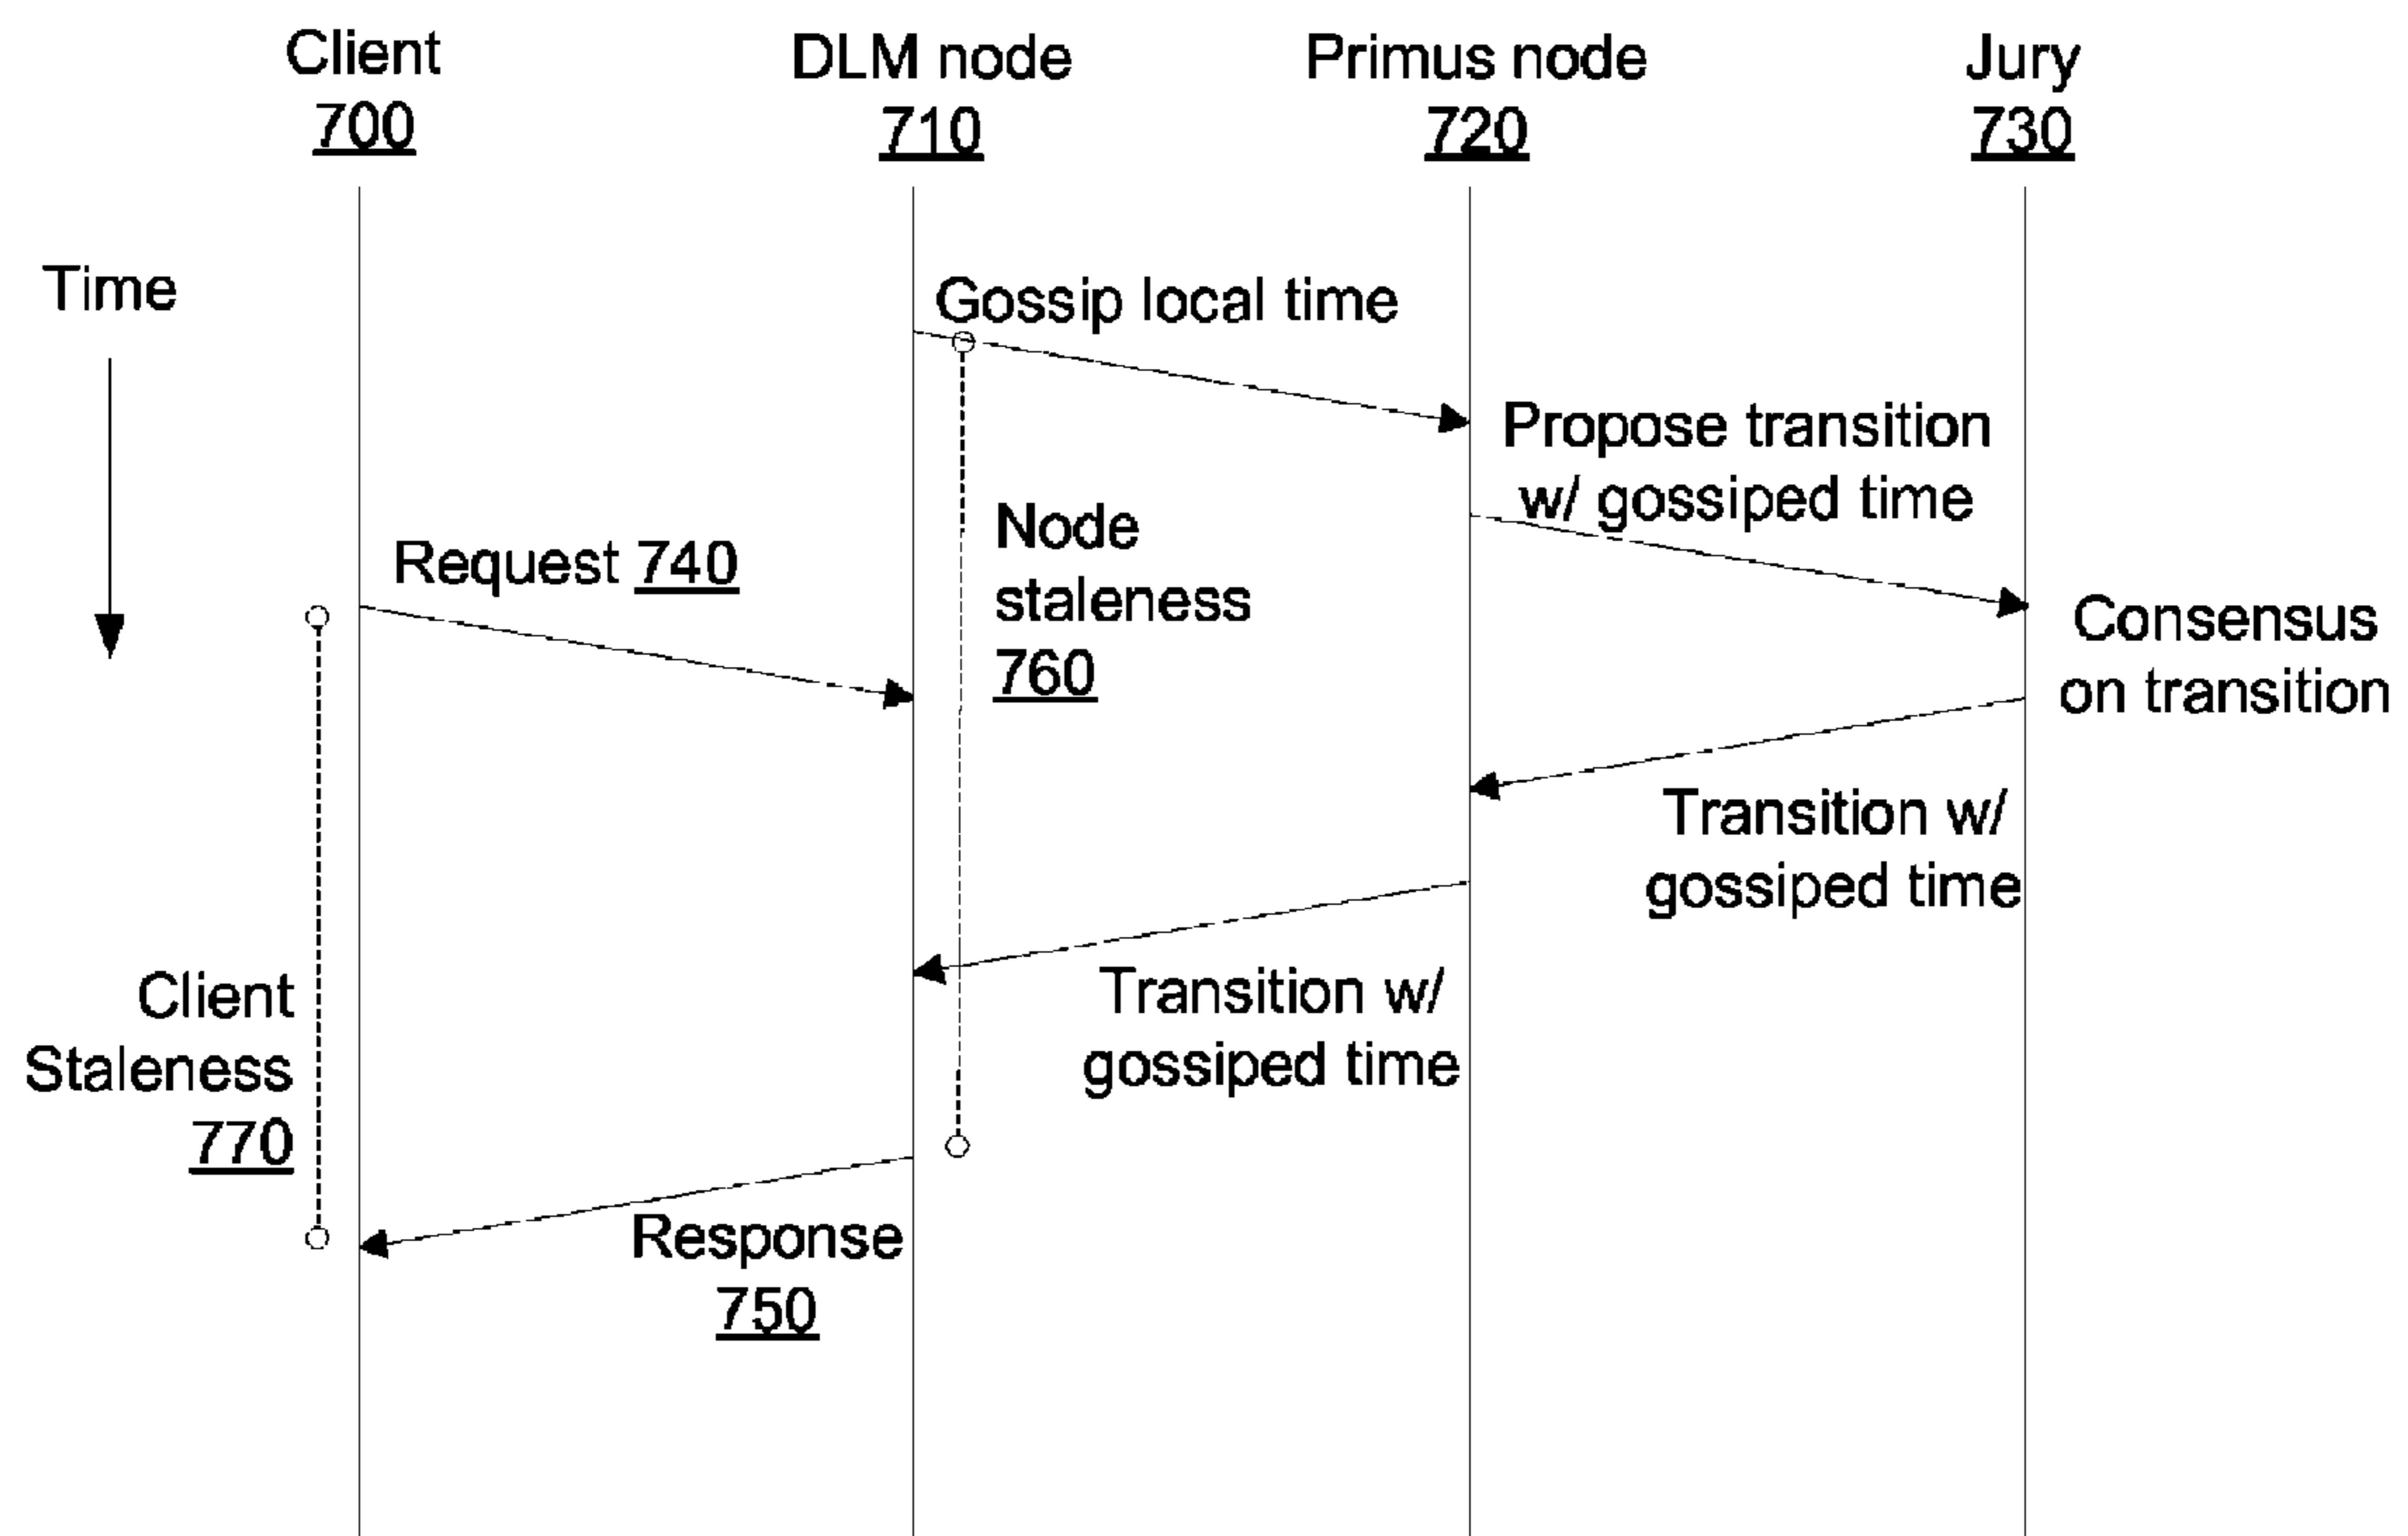 Client
700
DLM node
710
Primus node
720
Jury
730
Time
Gossip local time
Propose transition
w/ gossiped time
Request 740
Node
staleness
760
Consensus
on transition
Transition w/
gossiped time
Client
Staleness
770
Transition w/
gossiped time
Response
750